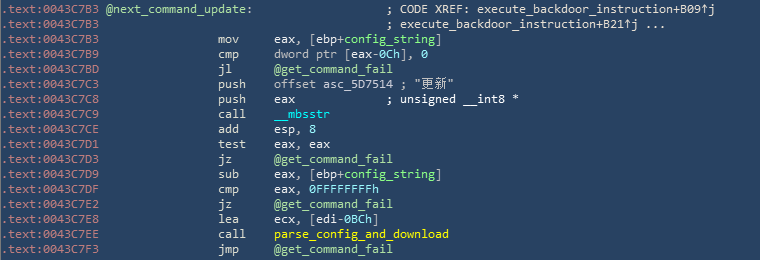 .text:0043C7B3 @next_command_update: ; CODE XREF: execute_backdoor_instruction+B09↑j
.text:0043C7B3 ; execute_backdoor_instruction+B21↑j ...
.text:0043C7B3 mov eax, [ebp+config_string]
.text:0043C7B9 cmp dword ptr [eax-0Ch], 0
.text:0043C7BD jl @get_command_fail
.text:0043C7C3 push offset asc_5D7514 ; "更新"
.text:0043C7C8 push eax ; unsigned __int8 *
.text:0043C7C9 call __mbsstr
.text:0043C7CE add esp, 8
.text:0043C7D1 test eax, eax
.text:0043C7D3 jz @get_command_fail
.text:0043C7D9 sub eax, [ebp+config_string]
.text:0043C7DF cmp eax, 0FFFFFFFFh
.text:0043C7E2 jz @get_command_fail
.text:0043C7E8 lea ecx, [edi-0BCh]
.text:0043C7EE call parse_config_and_download
.text:0043C7F3 jmp @get_command_fail